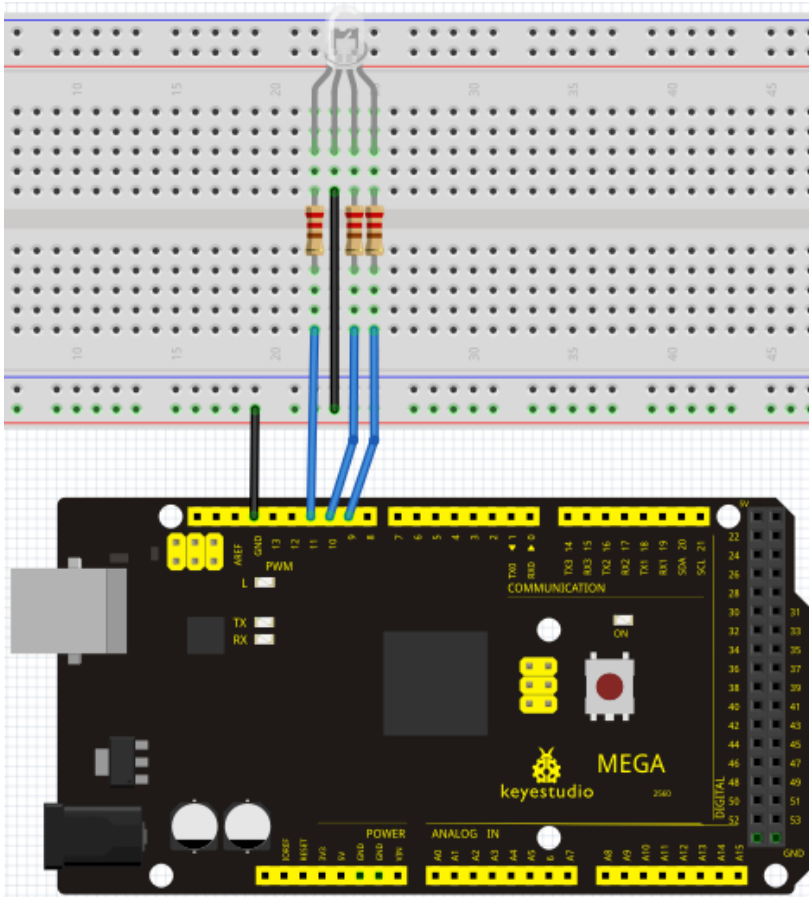 10 15 20 30 35 40 45
10 15 20 30 35 40 45
AREF GND 13 12 11 10 9 8 7 6 5 4 3 2 TX0 ◀ 1 RX0 ▶ 0 TX3 14 RX3 15 TX2 16 RX2 17 TX1 18 RX1 19 SDA 20 SCL 21
5V
PWM
COMMUNICATION
L
TX
RX
ON
22
24
26
28
30 31
32 33
34 35
36 37
38 39
40 41
42 43
44 45
46 47
48 49
50 51
52 53
DIGITAL
GND
MEGA
2560
keyestudio
POWER ANALOG IN
IOREF RESET 3V3 5V GND GND VIN A0 A1 A2 A3 A4 A5 6 A7 A8 A9 A10 A11 A12 A13 A14 A15